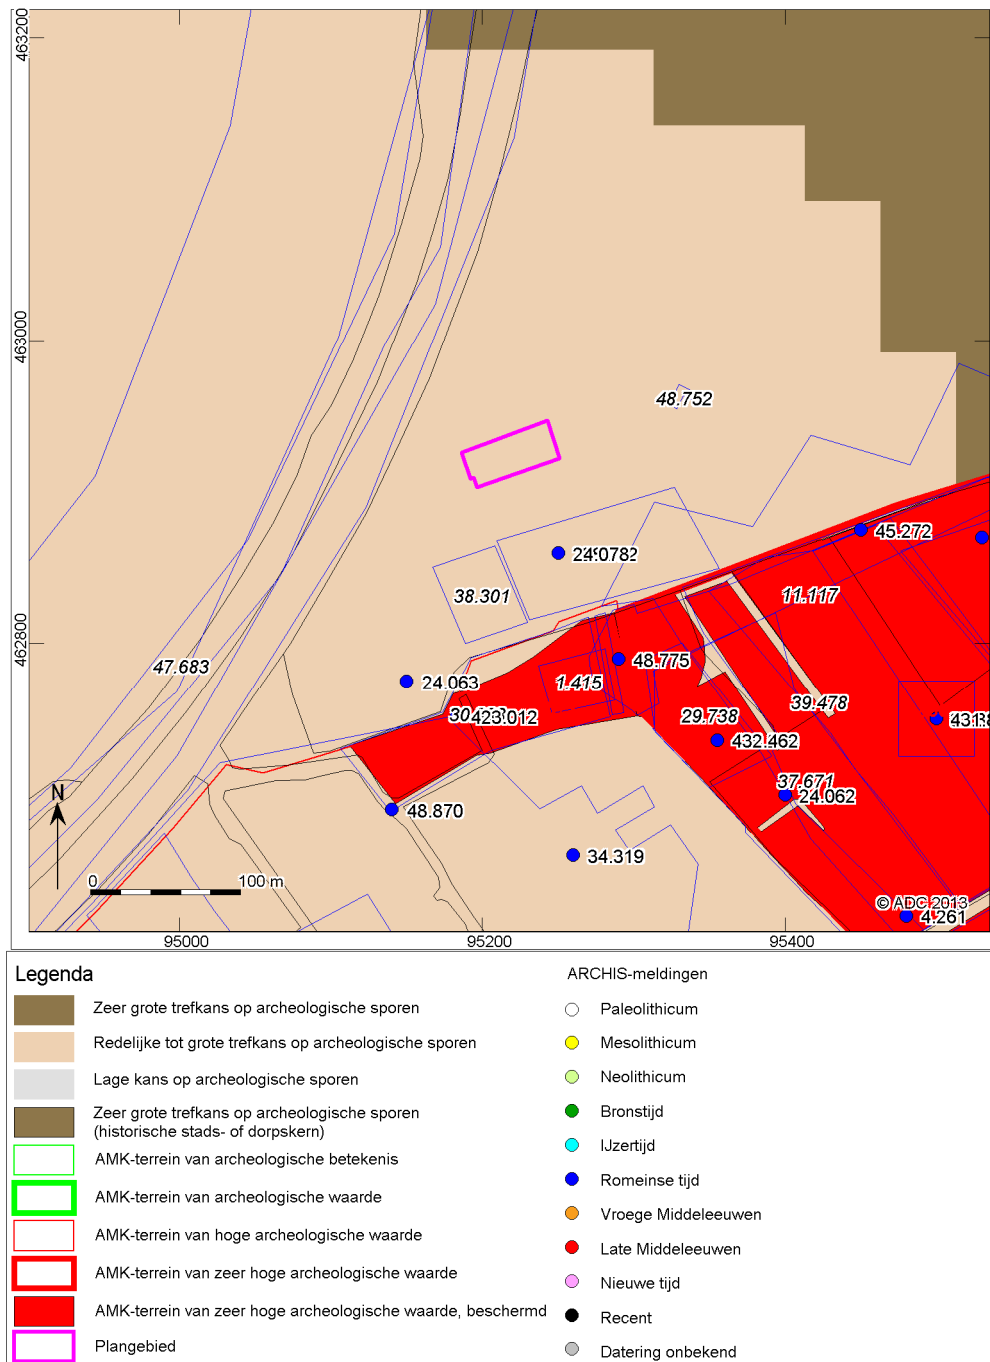 463200
463000
462800
48.752
45.272
38.301
11.117
47.683
48.775
24.063
1.415
423.012
29.738
39.478
432.462
37.671
24.062
48.870
34.319
N
0
100 m
© ADC 2013
4.261
95000
95200
95400
Legenda
Zeer grote trefkans op archeologische sporen
Redelijke tot grote trefkans op archeologische sporen
Lage kans op archeologische sporen
Zeer grote trefkans op archeologische sporen
(historische stads- of dorpskern)
AMK-terrein van archeologische betekenis
AMK-terrein van archeologische waarde
AMK-terrein van hoge archeologische waarde
AMK-terrein van zeer hoge archeologische waarde
AMK-terrein van zeer hoge archeologische waarde, beschermd
Plangebied
ARCHIS-meldingen
Paleolithicum
Mesolithicum
Neolithicum
Bronstijd
IJzertijd
Romeinse tijd
Vroege Middeleeuwen
Late Middeleeuwen
Nieuwe tijd
Recent
Datering onbekend